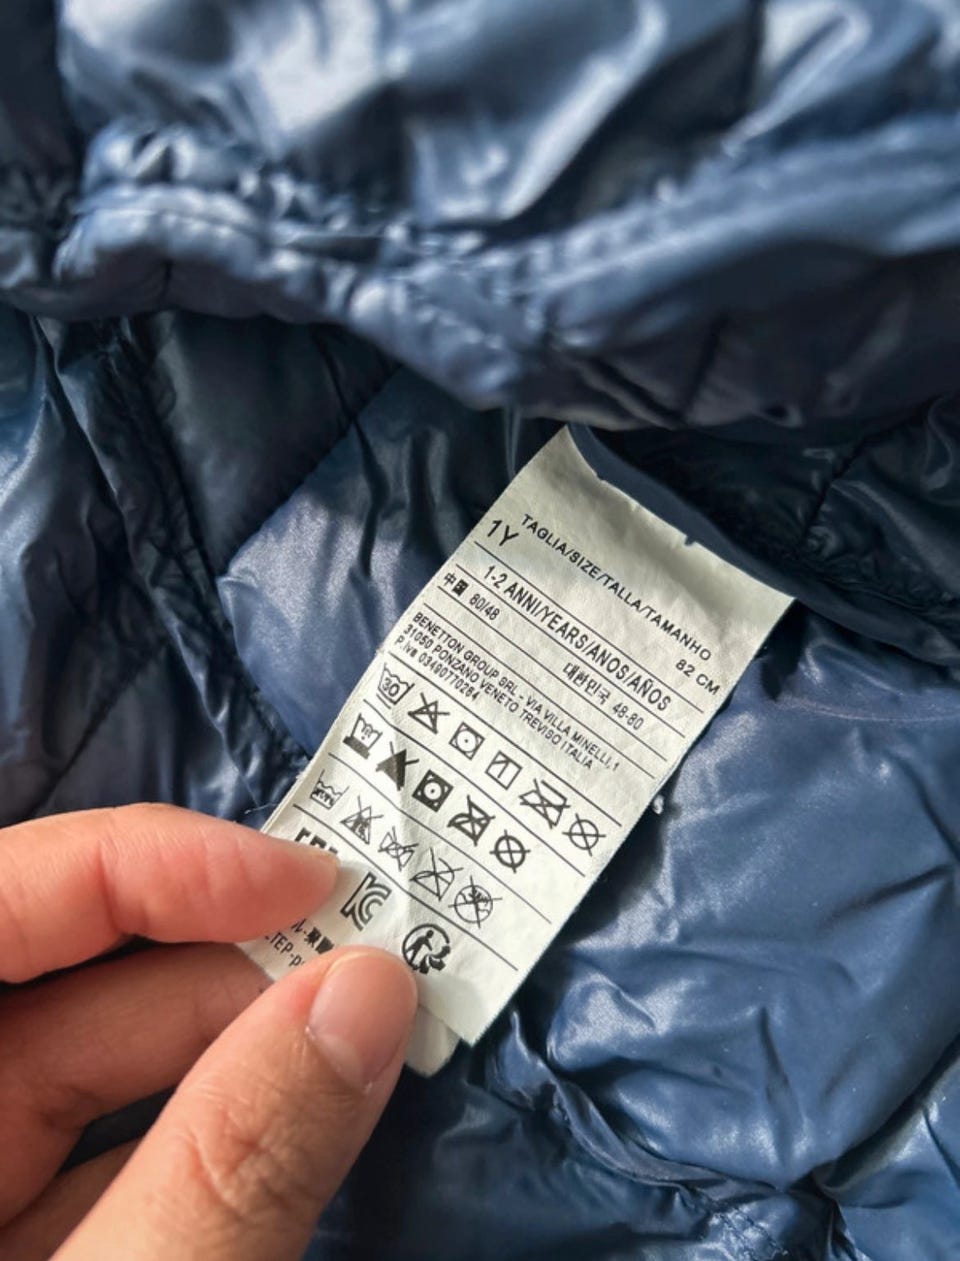 TAGLIA/SIZE/TALLA/TAMANHO
1Y 82 CM
1-2 ANNI/YEARS/ANOS/AÑOS
中国 80/48 대한민국 48-80
BENETTON GROUP SRL - VIA VILLA MINELLI,1
31050 PONZANO VENETO TREVISO ITALIA
P.Iva 03490770264
30